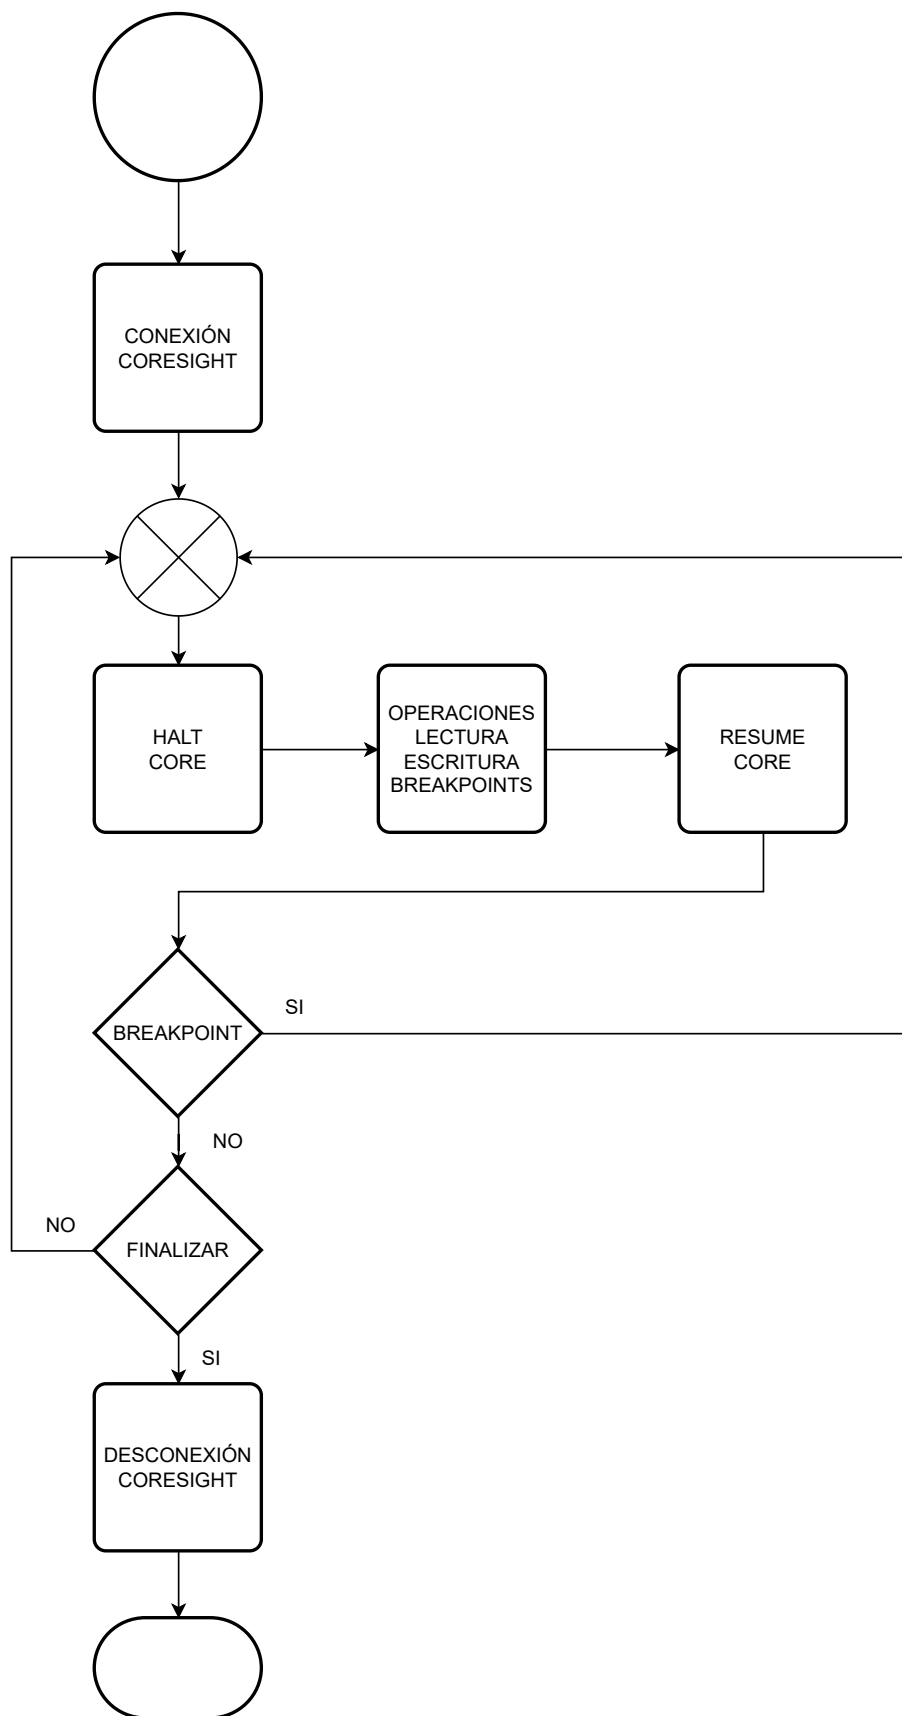 CONEXIÓN
CORESIGHT
HALT
CORE
OPERACIONES
LECTURA
ESCRITURA
BREAKPOINTS
RESUME
CORE
BREAKPOINT
SI
NO
FINALIZAR
NO
SI
DESCONEXIÓN
CORESIGHT